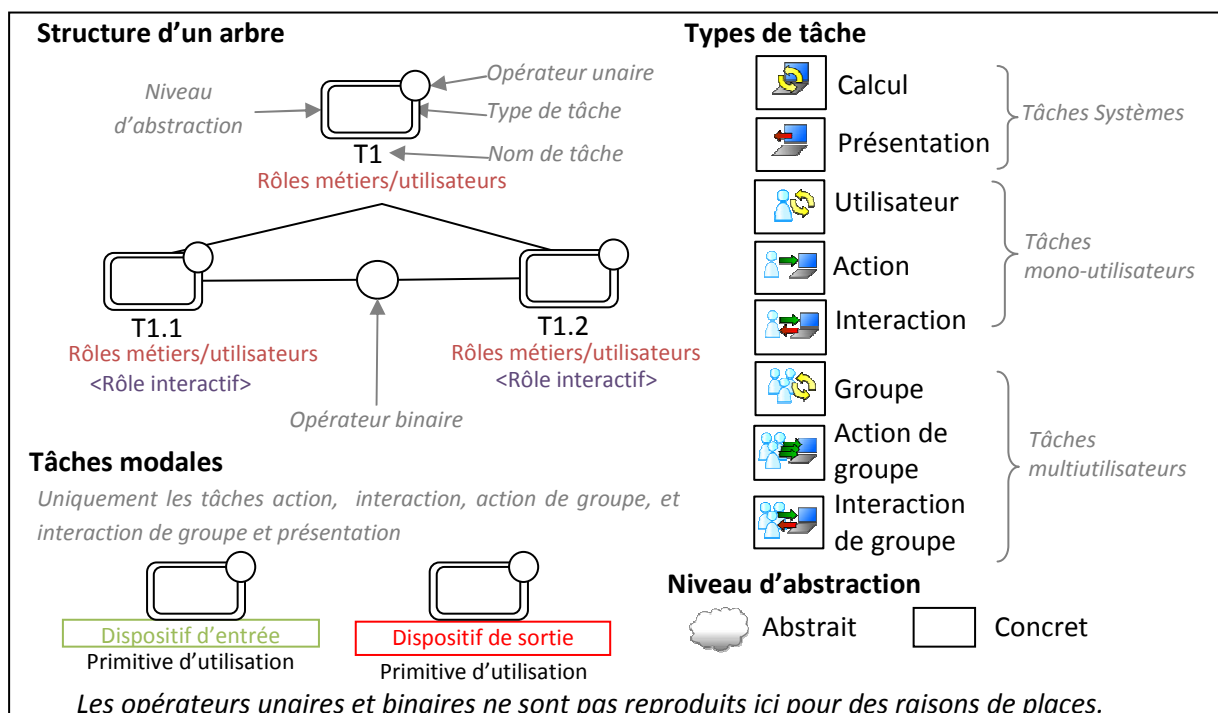 Structure d'un arbre
Opérateur unaire
Niveau
d'abstraction
Type de tâche
Nom de tâche
T1
Rôles métiers/utilisateurs
T1.1
Rôles métiers/utilisateurs
<Rôle interactif>
T1.2
Rôles métiers/utilisateurs
<Rôle interactif>
Opérateur binaire
Tâches modales
Uniquement les tâches action, interaction, action de groupe, et
interaction de groupe et présentation
Dispositif d'entrée
Primitive d'utilisation
Dispositif de sortie
Primitive d'utilisation
Types de tâche
Calcul
Présentation
Tâches Systèmes
Utilisateur
Action
Interaction
Tâches
mono-utilisateurs
Groupe
Action de
groupe
Interaction
de groupe
Tâches
multiutilisateurs
Niveau d'abstraction
Abstrait
Concret
Les opérateurs unaires et binaires ne sont pas reproduits ici pour des raisons de places.